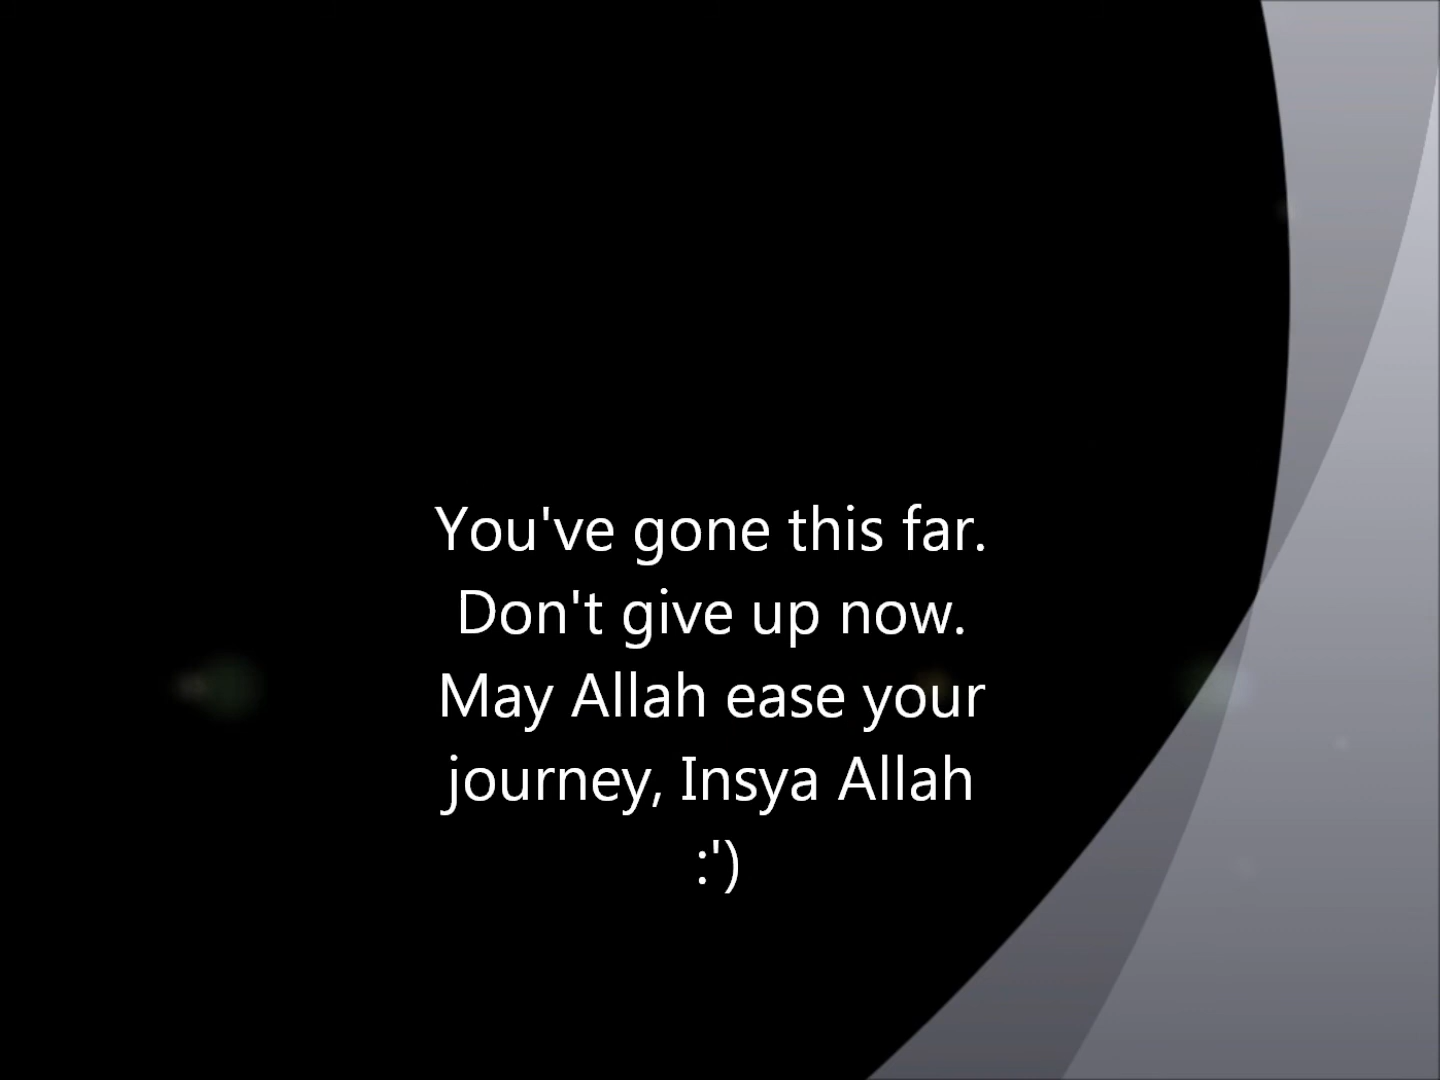 You've gone this far.
Don't give up now.
May Allah ease your
journey, Insya Allah
:')